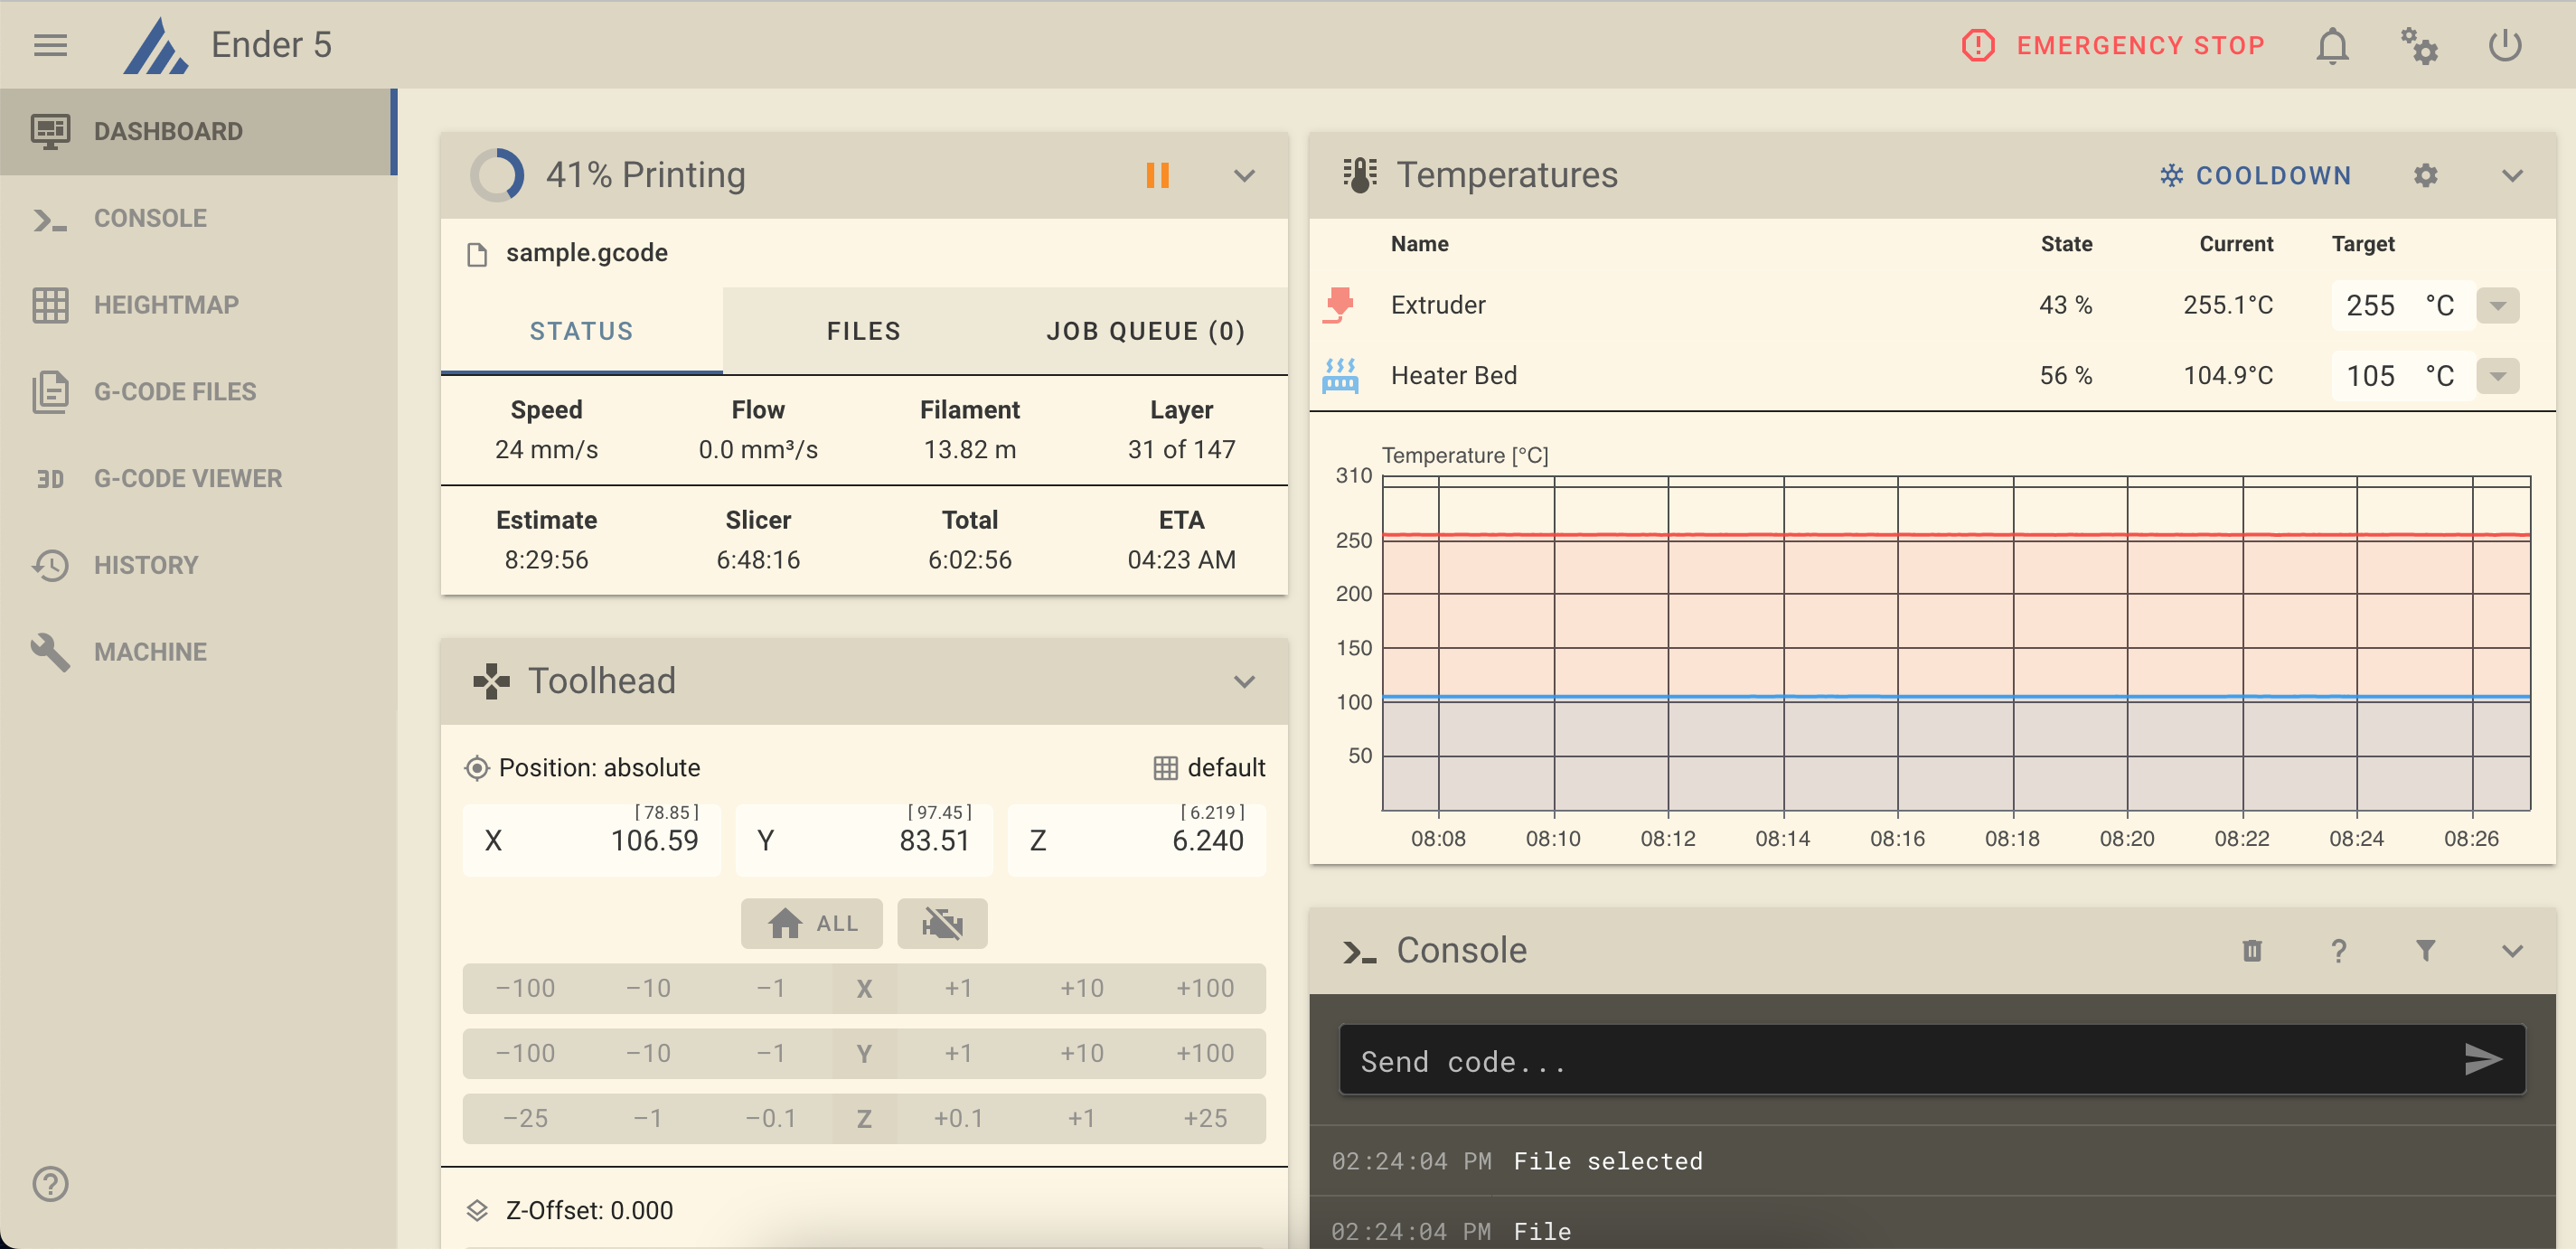 Ender 5
EMERGENCY STOP
DASHBOARD
CONSOLE
HEIGHTMAP
G-CODE FILES
3D G-CODE VIEWER
HISTORY
MACHINE
41% Printing
sample.gcode
STATUS FILES JOB QUEUE (0)
Speed Flow Filament Layer
24 mm/s 0.0 mm³/s 13.82 m 31 of 147
Estimate Slicer Total ETA
8:29:56 6:48:16 6:02:56 04:23 AM
Toolhead
Position: absolute default
[ 78.85 ] [ 97.45 ] [ 6.219 ]
X 106.59 Y 83.51 Z 6.240
ALL
−100 −10 −1 X +1 +10 +100
−100 −10 −1 Y +1 +10 +100
−25 −1 −0.1 Z +0.1 +1 +25
Z-Offset: 0.000
Temperatures COOLDOWN
Name State Current Target
Extruder 43 % 255.1°C 255 °C
Heater Bed 56 % 104.9°C 105 °C
Temperature [°C]
310
250
200
150
100
50
08:08 08:10 08:12 08:14 08:16 08:18 08:20 08:22 08:24 08:26
Console ?
Send code...
02:24:04 PM File selected
02:24:04 PM File